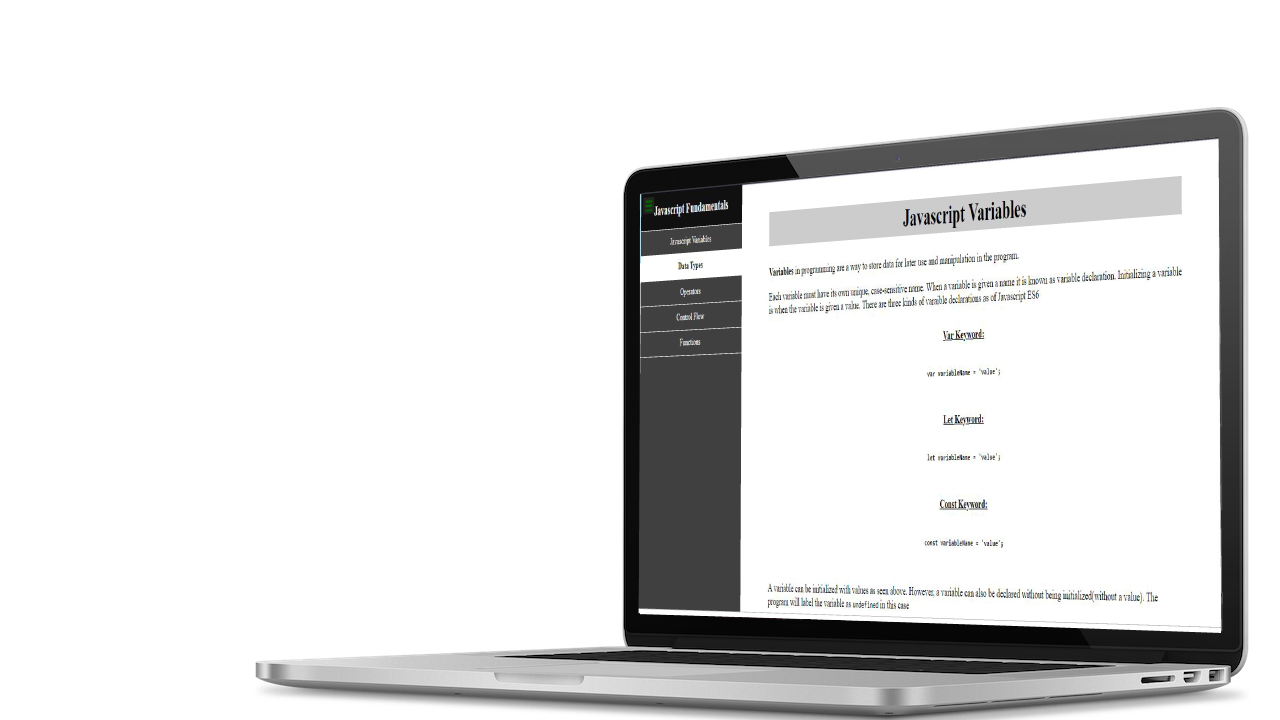 Javascript Fundamentals
Javascript Variables
Data Types
Operators
Control Flow
Functions
Javascript Variables
Variables in programming are a way to store data for later use and manipulation in the program.
Each variable must have its own unique, case-sensitive name. When a variable is given a name it is known as variable declaration. Initializing a variable
is when the variable is given a value. There are three kinds of varaible declarations as of Javascript ES6
Var Keyword:
var variableName = 'value';
Let Keyword:
let variableName = 'value';
Const Keyword:
const variableName = 'value';
A variable can be initialized with values as seen above. However, a variable can also be declared without being initialized(without a value). The
program will label the variable as undefined in this case